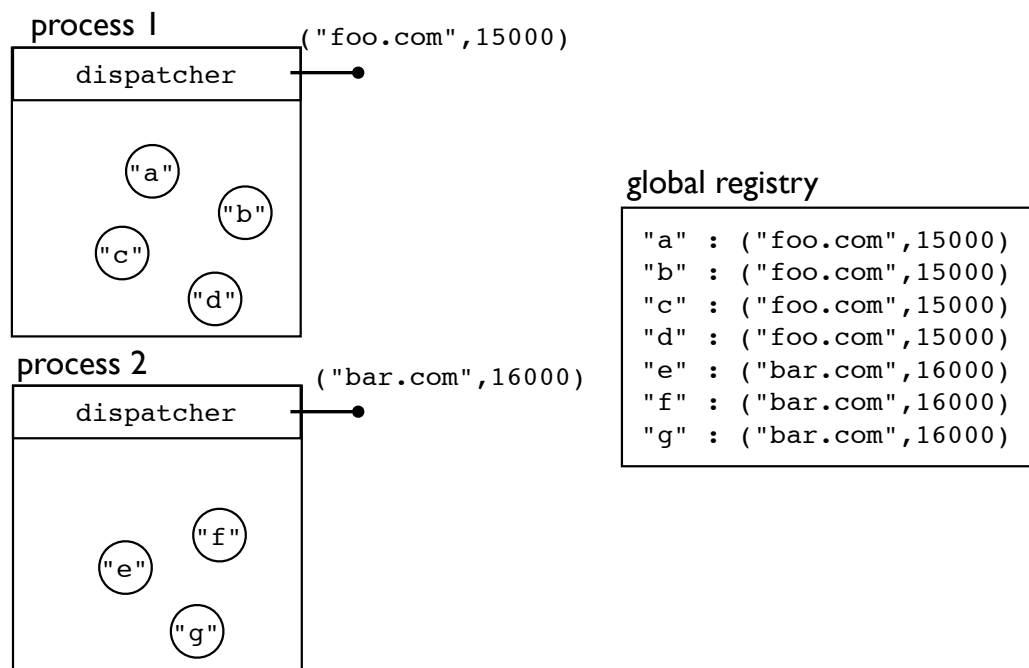 process 1
("foo.com",15000)
dispatcher
"a"
"b"
"c"
"d"
process 2
("bar.com",16000)
dispatcher
"f"
"e"
"g"
global registry
"a" : ("foo.com",15000)
"b" : ("foo.com",15000)
"c" : ("foo.com",15000)
"d" : ("foo.com",15000)
"e" : ("bar.com",16000)
"f" : ("bar.com",16000)
"g" : ("bar.com",16000)